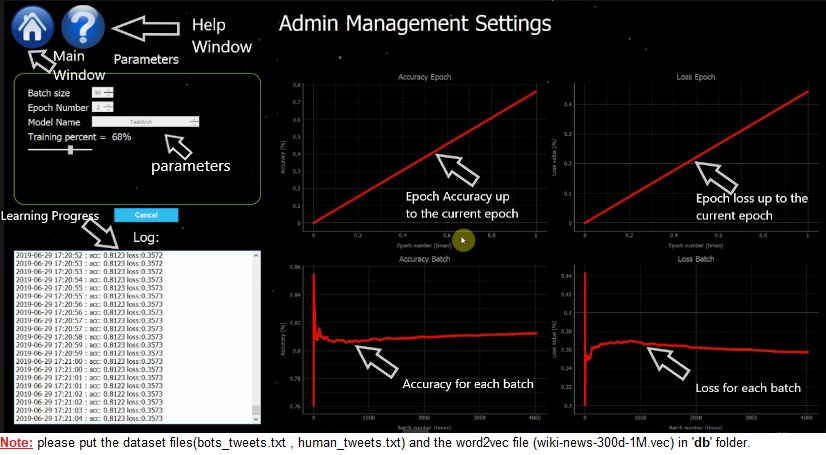 Help
Window
Admin Management Settings
Main
Window
Parameters
Batch size
50
Epoch Number
2
Model Name
TestArch
Training percent = 68%
parameters
Learning Progress
Cancel
Log:
2019-06-29 17:20:52 : acc: 0.8123 loss:0.3572
2019-06-29 17:20:53 : acc: 0.8123 loss:0.3572
2019-06-29 17:20:53 : acc: 0.8123 loss:0.3572
2019-06-29 17:20:54 : acc: 0.8123 loss:0.3573
2019-06-29 17:20:55 : acc: 0.8123 loss:0.3573
2019-06-29 17:20:55 : acc: 0.8123 loss:0.3573
2019-06-29 17:20:56 : acc: 0.8123 loss:0.3573
2019-06-29 17:20:56 : acc: 0.8123 loss:0.3573
2019-06-29 17:20:57 : acc: 0.8123 loss:0.3573
2019-06-29 17:20:57 : acc: 0.8123 loss:0.3573
2019-06-29 17:20:58 : acc: 0.8123 loss:0.3573
2019-06-29 17:20:59 : acc: 0.8123 loss:0.3573
2019-06-29 17:20:59 : acc: 0.8123 loss:0.3573
2019-06-29 17:21:00 : acc: 0.8123 loss:0.3573
2019-06-29 17:21:00 : acc: 0.8123 loss:0.3573
2019-06-29 17:21:01 : acc: 0.8123 loss:0.3573
2019-06-29 17:21:01 : acc: 0.8122 loss:0.3573
2019-06-29 17:21:02 : acc: 0.8122 loss:0.3573
2019-06-29 17:21:02 : acc: 0.8122 loss:0.3573
2019-06-29 17:21:03 : acc: 0.8123 loss:0.3573
2019-06-29 17:21:04 : acc: 0.8123 loss:0.3573
Accuracy Epoch
Accuracy (%)
0.8
0.7
0.6
0.5
0.4
0.3
0.2
0.1
0
0 0.2 0.4 0.6 0.8 1
Epoch number (times)
Epoch Accuracy up
to the current epoch
Loss Epoch
Loss value (%)
0.4
0.3
0.2
0.1
0
0 0.2 0.4 0.6 0.8 1
Epoch number (times)
Epoch loss up to the
current epoch
Accuracy Batch
Accuracy (%)
0.86
0.84
0.82
0.8
0.78
0.76
0 1000 2000 3000 4000
Batch number (times)
Accuracy for each batch
Loss Batch
Loss value (%)
0.44
0.42
0.4
0.38
0.36
0.34
0.32
0.3
0 1000 2000 3000 4000
Batch number (times)
Loss for each batch
Note: please put the dataset files(bots_tweets.txt , human_tweets.txt) and the word2vec file (wiki-news-300d-1M.vec) in 'db' folder.